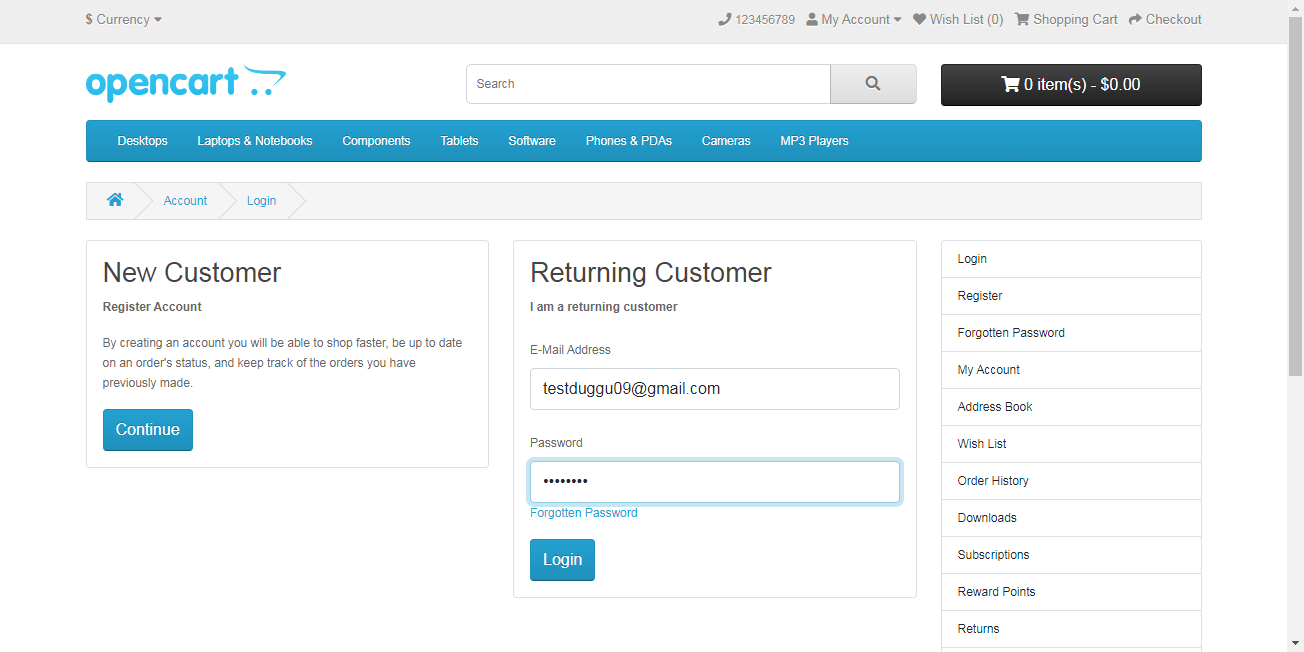 $ Currency
123456789 My Account Wish List (0) Shopping Cart Checkout
opencart
Search
0 item(s) - $0.00
Desktops Laptops & Notebooks Components Tablets Software Phones & PDAs Cameras MP3 Players
Account Login
New Customer
Register Account
By creating an account you will be able to shop faster, be up to date
on an order's status, and keep track of the orders you have
previously made.
Continue
Returning Customer
I am a returning customer
E-Mail Address
testduggu09@gmail.com
Password
••••••••
Forgotten Password
Login
Login
Register
Forgotten Password
My Account
Address Book
Wish List
Order History
Downloads
Subscriptions
Reward Points
Returns